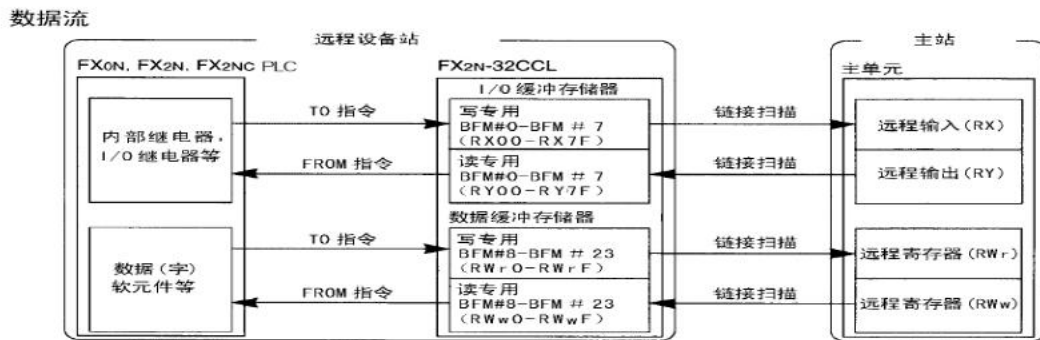 数据流
远程设备站
主站
FX0N, FX2N, FX2NC PLC
FX2N-32CCL
主单元
I/O 缓冲存储器
内部继电器,
I/O 继电器等
TO 指令
写专用
BFM#0-BFM # 7
(RX00-RX7F)
链接扫描
远程输入(RX)
FROM 指令
读专用
BFM#0-BFM # 7
(RY00-RY7F)
链接扫描
远程输出(RY)
数据缓冲存储器
数据(字)
软元件等
TO 指令
写专用
BFM#8-BFM # 23
(RWr0-RWrF)
链接扫描
远程寄存器(RWr)
FROM 指令
读专用
BFM#8-BFM # 23
(RWw0-RWwF)
链接扫描
远程寄存器(RWw)